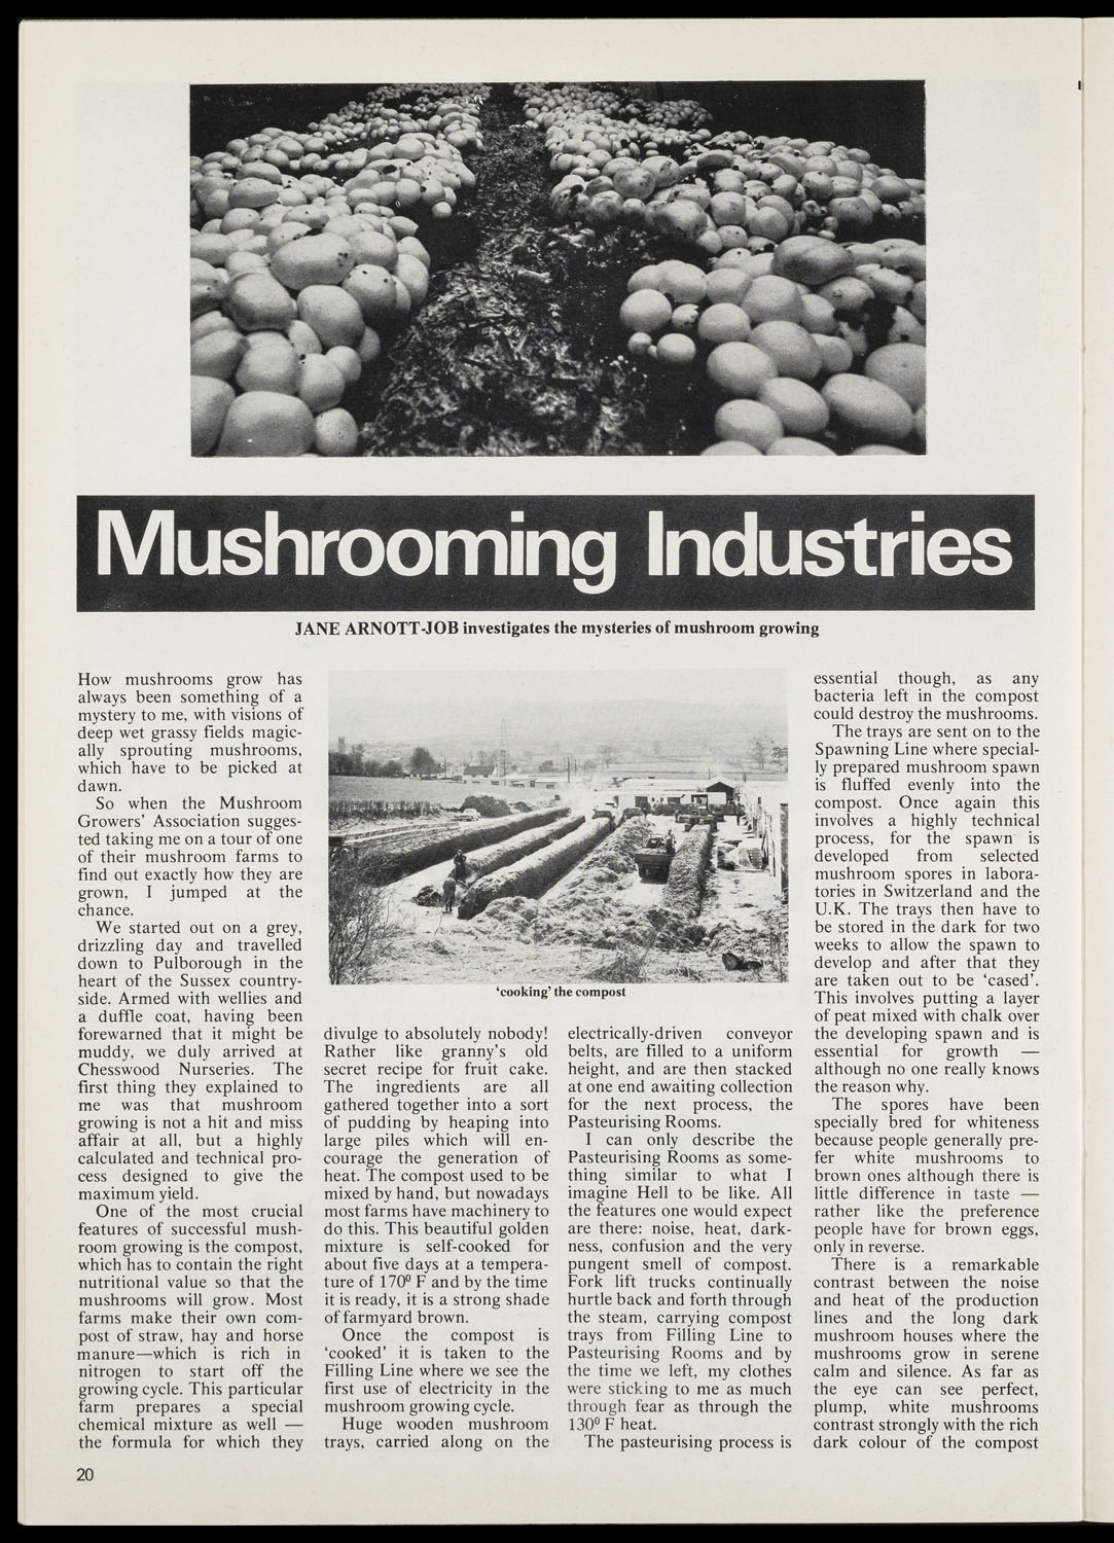 Mushrooming Industries
JANE ARNOTT-JOB investigates the mysteries of mushroom growing
How mushrooms grow has
always been something of a
mystery to me, with visions of
deep wet grassy fields magic-
ally sprouting mushrooms,
which have to be picked at
dawn.
So when the Mushroom
Growers' Association sugges-
ted taking me on a tour of one
of their mushroom farms to
find out exactly how they are
grown, I jumped at the
chance.
We started out on a grey,
drizzling day and travelled
down to Pulborough in the
heart of the Sussex country-
side. Armed with wellies and
a duffle coat, having been
forewarned that it might be
muddy, we duly arrived at
Chesswood Nurseries. The
first thing they explained to
me was that mushroom
growing is not a hit and miss
affair at all, but a highly
calculated and technical pro-
cess designed to give the
maximum yield.
One of the most crucial
features of successful mush-
room growing is the compost,
which has to contain the right
nutritional value so that the
mushrooms will grow. Most
farms make their own com-
post of straw, hay and horse
manure—which is rich in
nitrogen to start off the
growing cycle. This particular
farm prepares a special
chemical mixture as well —
the formula for which they
'cooking' the compost
divulge to absolutely nobody!
Rather like granny's old
secret recipe for fruit cake.
The ingredients are all
gathered together into a sort
of pudding by heaping into
large piles which will en-
courage the generation of
heat. The compost used to be
mixed by hand, but nowadays
most farms have machinery to
do this. This beautiful golden
mixture is self-cooked for
about five days at a tempera-
ture of 170⁰ F and by the time
it is ready, it is a strong shade
of farmyard brown.
Once the compost is
'cooked' it is taken to the
Filling Line where we see the
first use of electricity in the
mushroom growing cycle.
Huge wooden mushroom
trays, carried along on the
electrically-driven conveyor
belts, are filled to a uniform
height, and are then stacked
at one end awaiting collection
for the next process, the
Pasteurising Rooms.
I can only describe the
Pasteurising Rooms as some-
thing similar to what I
imagine Hell to be like. All
the features one would expect
are there: noise, heat, dark-
ness, confusion and the very
pungent smell of compost.
Fork lift trucks continually
hurtle back and forth through
the steam, carrying compost
trays from Filling Line to
Pasteurising Rooms and by
the time we left, my clothes
were sticking to me as much
through fear as through the
130⁰ F heat.
The pasteurising process is
essential though, as any
bacteria left in the compost
could destroy the mushrooms.
The trays are sent on to the
Spawning Line where special-
ly prepared mushroom spawn
is fluffed evenly into the
compost. Once again this
involves a highly technical
process, for the spawn is
developed from selected
mushroom spores in labora-
tories in Switzerland and the
U.K. The trays then have to
be stored in the dark for two
weeks to allow the spawn to
develop and after that they
are taken out to be 'cased'.
This involves putting a layer
of peat mixed with chalk over
the developing spawn and is
essential for growth —
although no one really knows
the reason why.
The spores have been
specially bred for whiteness
because people generally pre-
fer white mushrooms to
brown ones although there is
little difference in taste —
rather like the preference
people have for brown eggs,
only in reverse.
There is a remarkable
contrast between the noise
and heat of the production
lines and the long dark
mushroom houses where the
mushrooms grow in serene
calm and silence. As far as
the eye can see perfect,
plump, white mushrooms
contrast strongly with the rich
dark colour of the compost
20